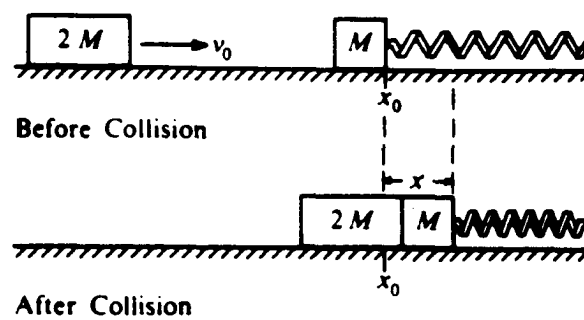 2 M v₀ M
x₀
Before Collision
x
2 M M
x₀
After Collision